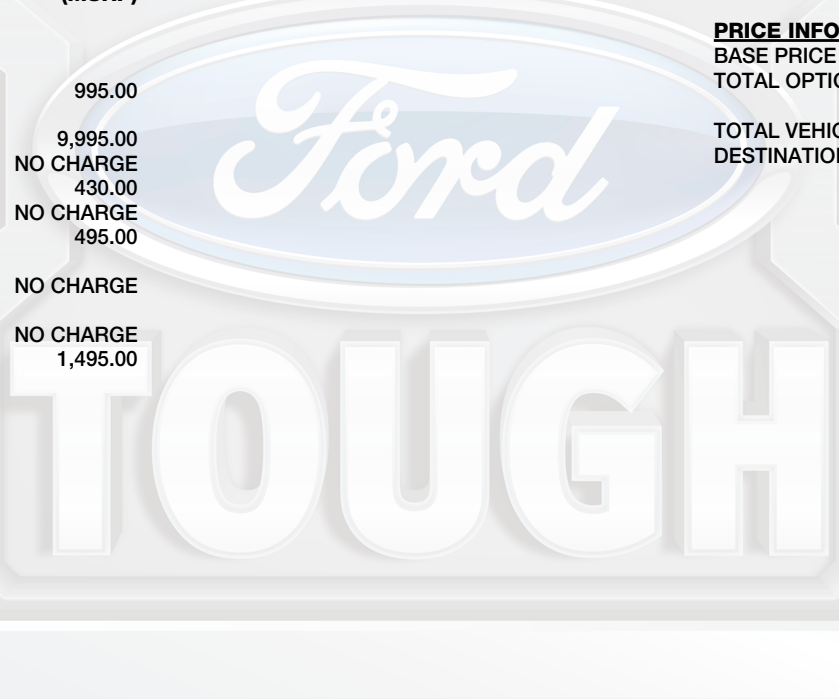 995.00
9,995.00
NO CHARGE
430.00
NO CHARGE
495.00
NO CHARGE
NO CHARGE
1,495.00
PRICE INFO
BASE PRICE
TOTAL OPTIO
TOTAL VEHIC
DESTINATION
Ford
TOUGH